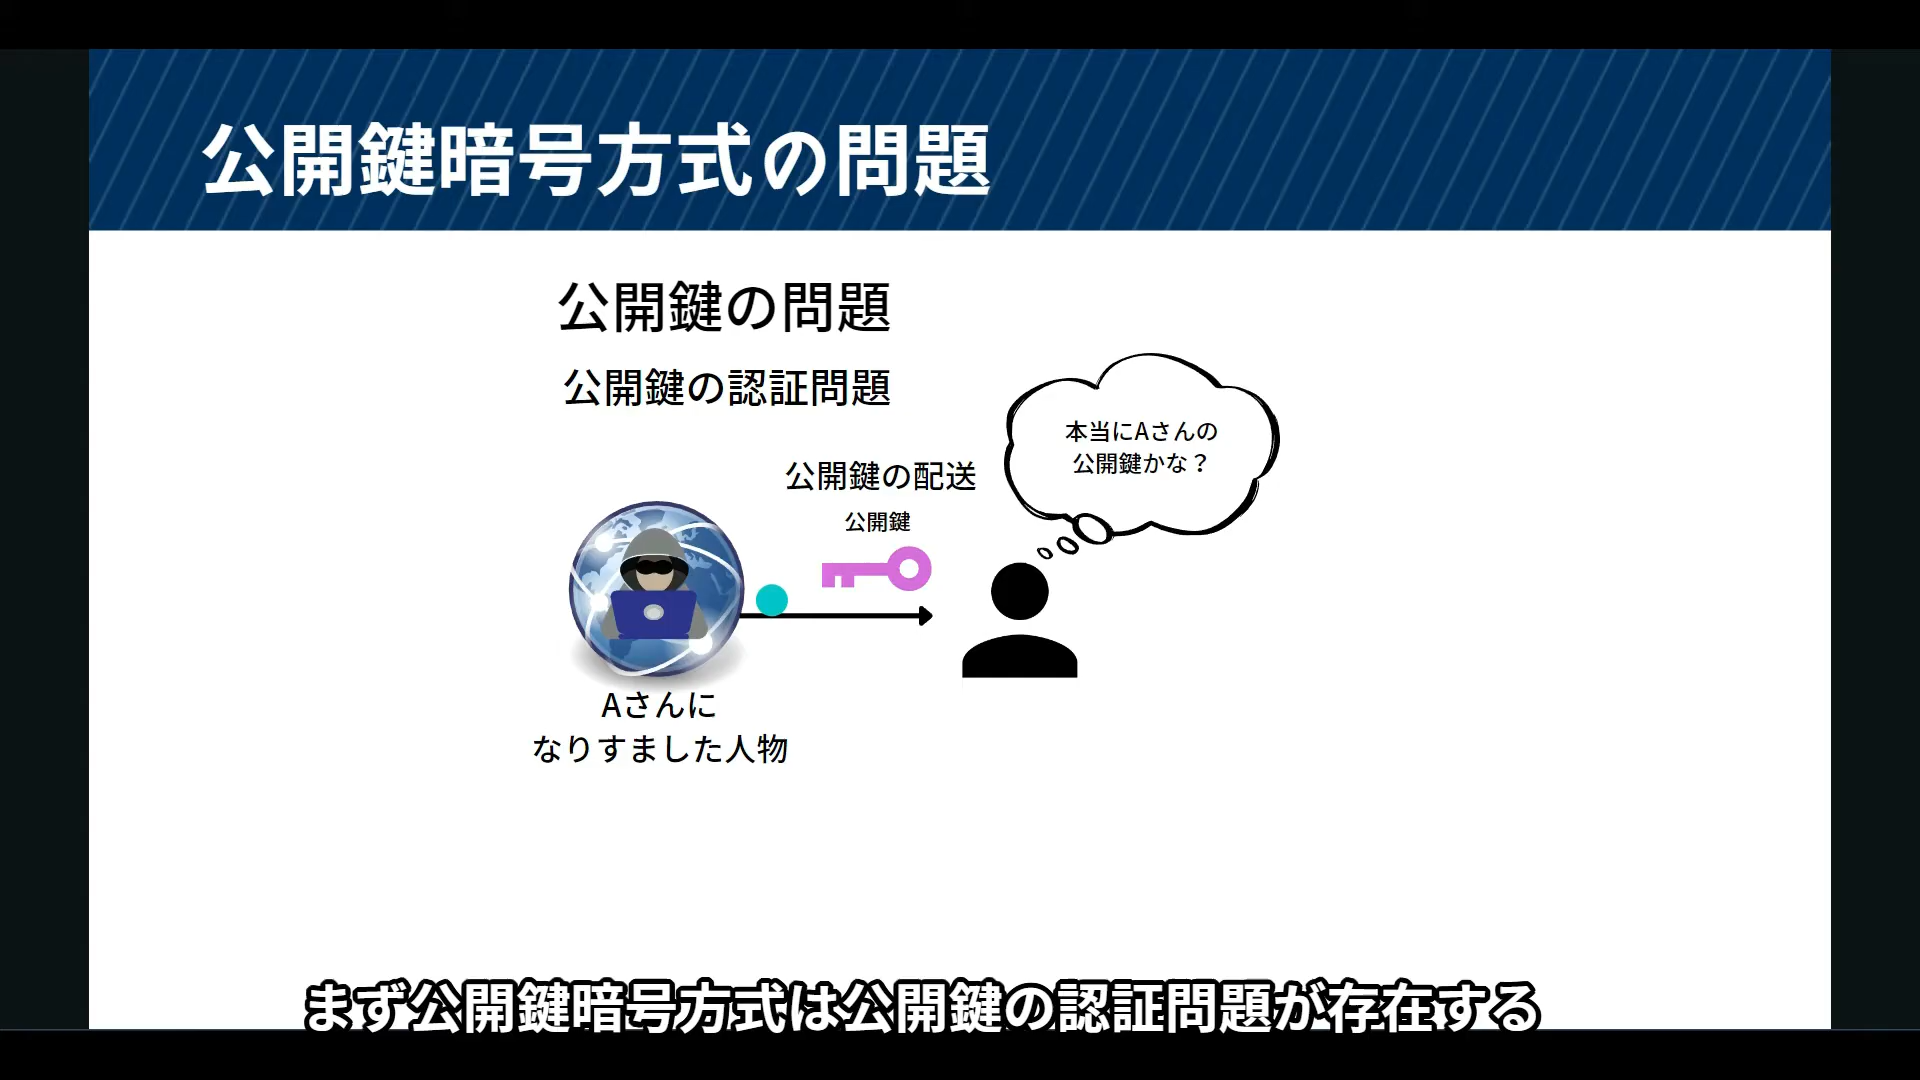 公開鍵暗号方式の問題
公開鍵の問題
公開鍵の認証問題
本当にAさんの
公開鍵かな？
公開鍵の配送
公開鍵
Aさんに
なりすました人物
まず公開鍵暗号方式は公開鍵の認証問題が存在する